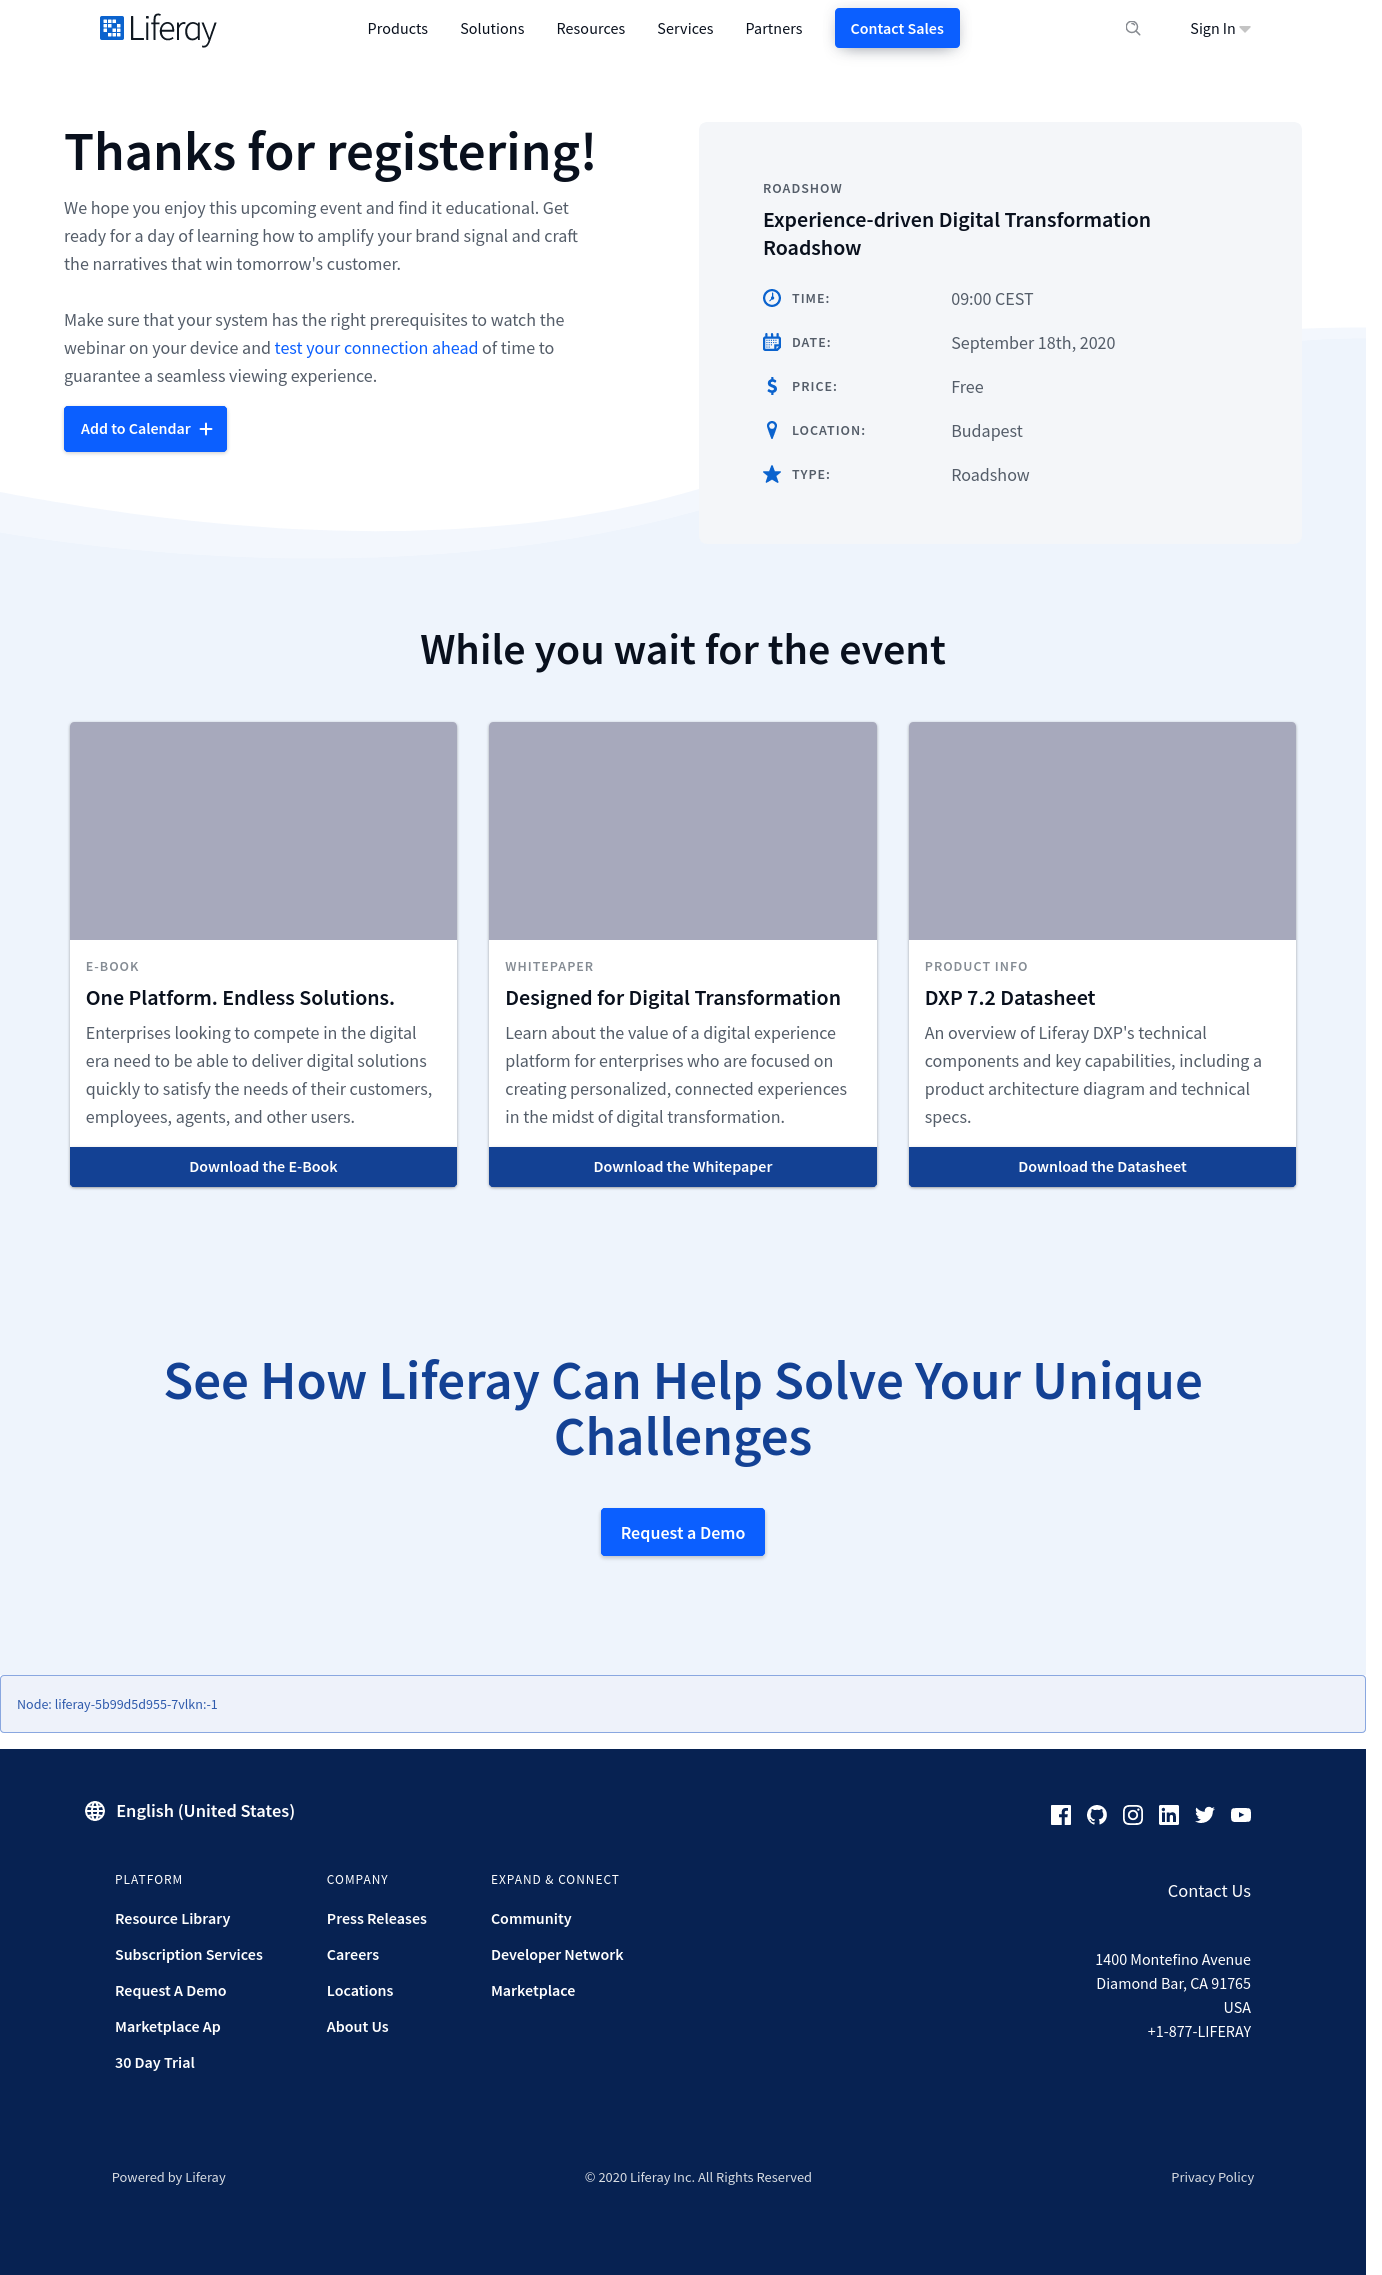 Liferay
Products
Solutions
Resources
Services
Partners
Contact Sales
Sign In
Thanks for registering!
We hope you enjoy this upcoming event and find it educational. Get
ready for a day of learning how to amplify your brand signal and craft
the narratives that win tomorrow's customer.
Make sure that your system has the right prerequisites to watch the
webinar on your device and test your connection ahead of time to
guarantee a seamless viewing experience.
Add to Calendar
ROADSHOW
Experience-driven Digital Transformation
Roadshow
TIME: 09:00 CEST
DATE: September 18th, 2020
PRICE: Free
LOCATION: Budapest
TYPE: Roadshow
While you wait for the event
E-BOOK
One Platform. Endless Solutions.
Enterprises looking to compete in the digital
era need to be able to deliver digital solutions
quickly to satisfy the needs of their customers,
employees, agents, and other users.
Download the E-Book
WHITEPAPER
Designed for Digital Transformation
Learn about the value of a digital experience
platform for enterprises who are focused on
creating personalized, connected experiences
in the midst of digital transformation.
Download the Whitepaper
PRODUCT INFO
DXP 7.2 Datasheet
An overview of Liferay DXP's technical
components and key capabilities, including a
product architecture diagram and technical
specs.
Download the Datasheet
See How Liferay Can Help Solve Your Unique
Challenges
Request a Demo
Node: liferay-5b99d5d955-7vlkn:-1
English (United States)
PLATFORM
Resource Library
Subscription Services
Request A Demo
Marketplace Ap
30 Day Trial
COMPANY
Press Releases
Careers
Locations
About Us
EXPAND & CONNECT
Community
Developer Network
Marketplace
Contact Us
1400 Montefino Avenue
Diamond Bar, CA 91765
USA
+1-877-LIFERAY
Powered by Liferay
© 2020 Liferay Inc. All Rights Reserved
Privacy Policy